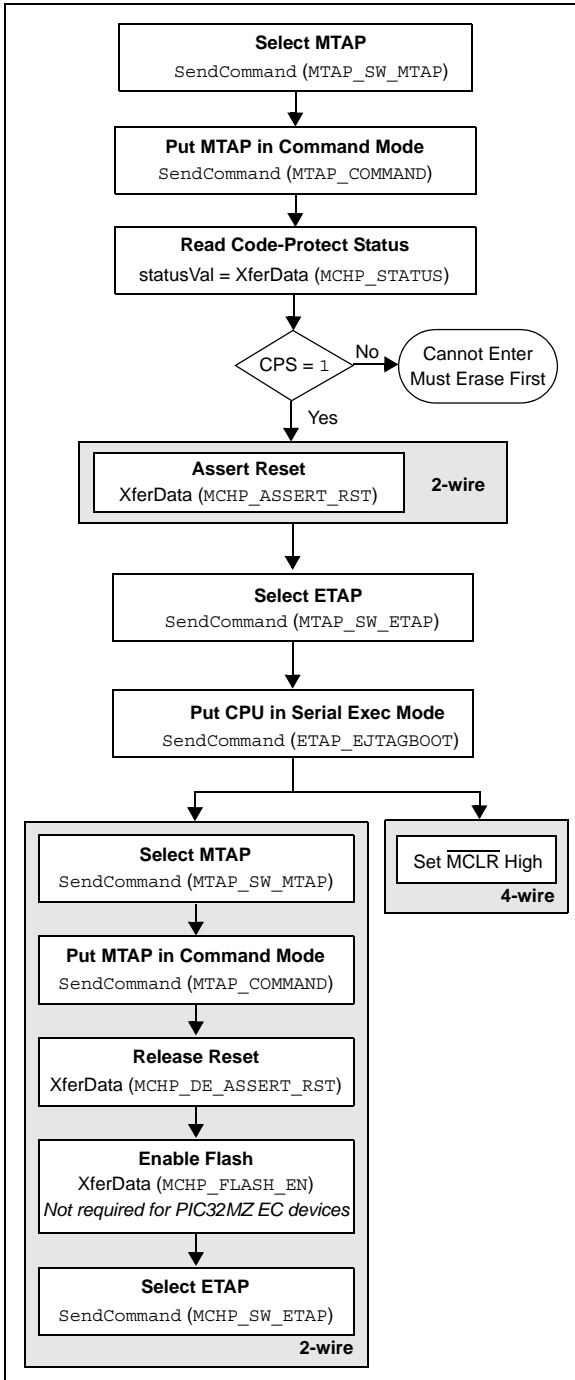 Select MTAP
SendCommand (MTAP_SW_MTAP)
Put MTAP in Command Mode
SendCommand (MTAP_COMMAND)
Read Code-Protect Status
statusVal = XferData (MCHP_STATUS)
CPS = 1
No
Cannot Enter
Must Erase First
Yes
Assert Reset
XferData (MCHP_ASSERT_RST)
2-wire
Select ETAP
SendCommand (MTAP_SW_ETAP)
Put CPU in Serial Exec Mode
SendCommand (ETAP_EJTAGBOOT)
Select MTAP
SendCommand (MTAP_SW_MTAP)
Put MTAP in Command Mode
SendCommand (MTAP_COMMAND)
Release Reset
XferData (MCHP_DE_ASSERT_RST)
Enable Flash
XferData (MCHP_FLASH_EN)
Not required for PIC32MZ EC devices
Select ETAP
SendCommand (MCHP_SW_ETAP)
2-wire
Set M̅C̅L̅R̅ High
4-wire